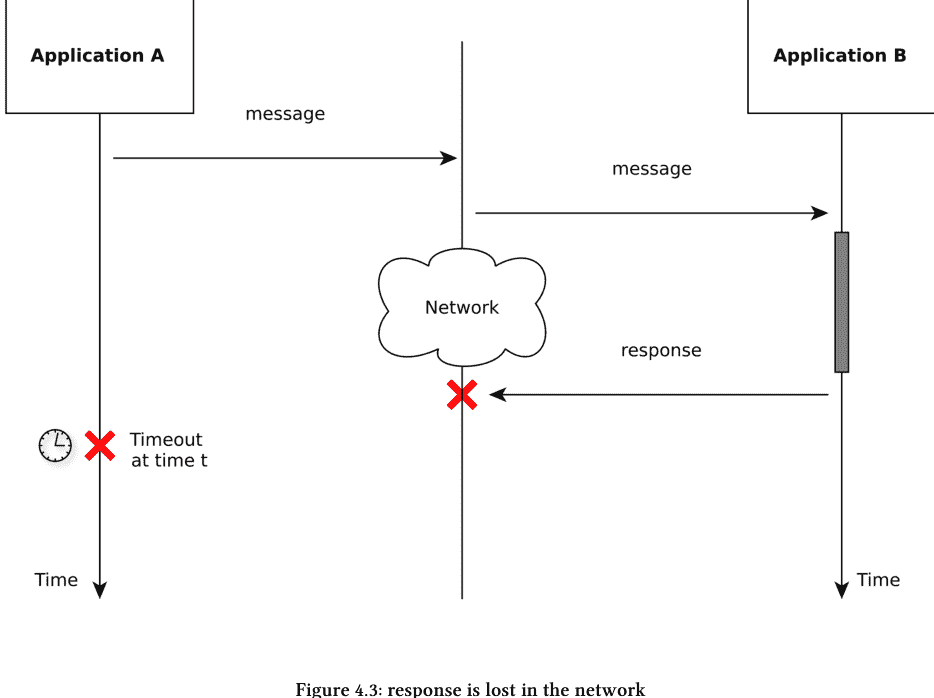 Application A
Application B
message
message
Network
response
Timeout
at time t
Time
Time
Figure 4.3: response is lost in the network